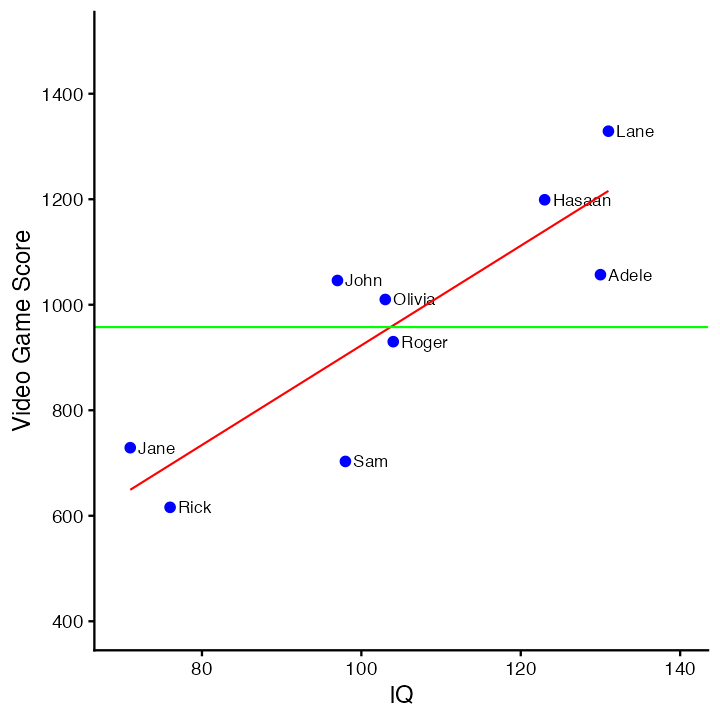 1400
1200
1000
800
600
400
Video Game Score
Lane
Hasaan
Adele
John
Olivia
Roger
Jane
Sam
Rick
80
100
120
140
IQ